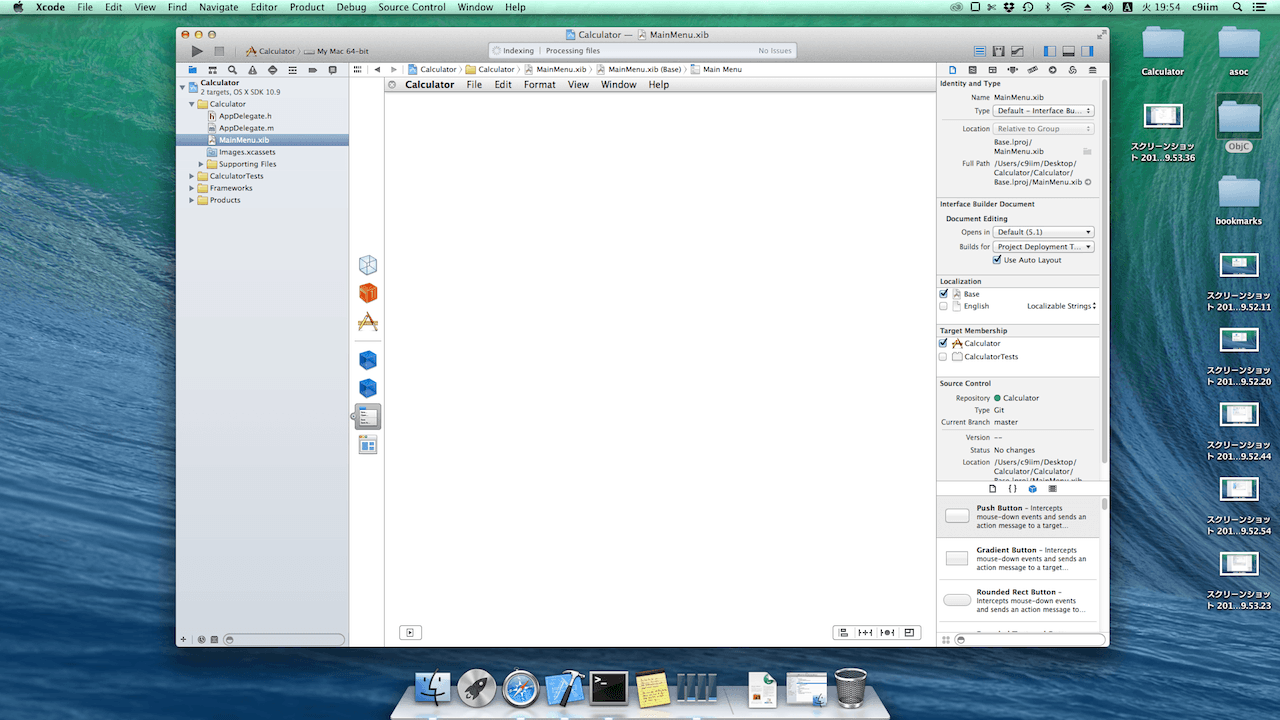 Xcode File Edit View Find Navigate Editor Product Debug Source Control Window Help
火 19:54 c9iim
Calculator — MainMenu.xib
Calculator My Mac 64-bit
Indexing Processing files No Issues
Calculator Calculator MainMenu.xib MainMenu.xib (Base) Main Menu
Calculator
2 targets, OS X SDK 10.9
Calculator
AppDelegate.h
AppDelegate.m
MainMenu.xib
Images.xcassets
Supporting Files
CalculatorTests
Frameworks
Products
Calculator File Edit Format View Window Help
Identity and Type
Name MainMenu.xib
Type Default - Interface Bu...
Location Relative to Group
Base.lproj/
MainMenu.xib
Full Path /Users/c9iim/Desktop/
Calculator/Calculator/
Base.lproj/MainMenu.xib
Interface Builder Document
Document Editing
Opens in Default (5.1)
Builds for Project Deployment T...
Use Auto Layout
Localization
Base
English Localizable Strings
Target Membership
Calculator
CalculatorTests
Source Control
Repository Calculator
Type Git
Current Branch master
Version --
Status No changes
Location /Users/c9iim/Desktop/
Calculator/Calculator/
Base.lproj/MainMenu.xib
Push Button - Intercepts
mouse-down events and sends an
action message to a target...
Gradient Button - Intercepts
mouse-down events and sends an
action message to a target...
Rounded Rect Button -
Intercepts mouse-down events
and sends an action message to...
Calculator
asoc
スクリーンショット 201...9.53.36
ObjC
bookmarks
スクリーンショット 201...9.52.11
スクリーンショット 201...9.52.20
スクリーンショット 201...9.52.44
スクリーンショット 201...9.52.54
スクリーンショット 201...9.53.23